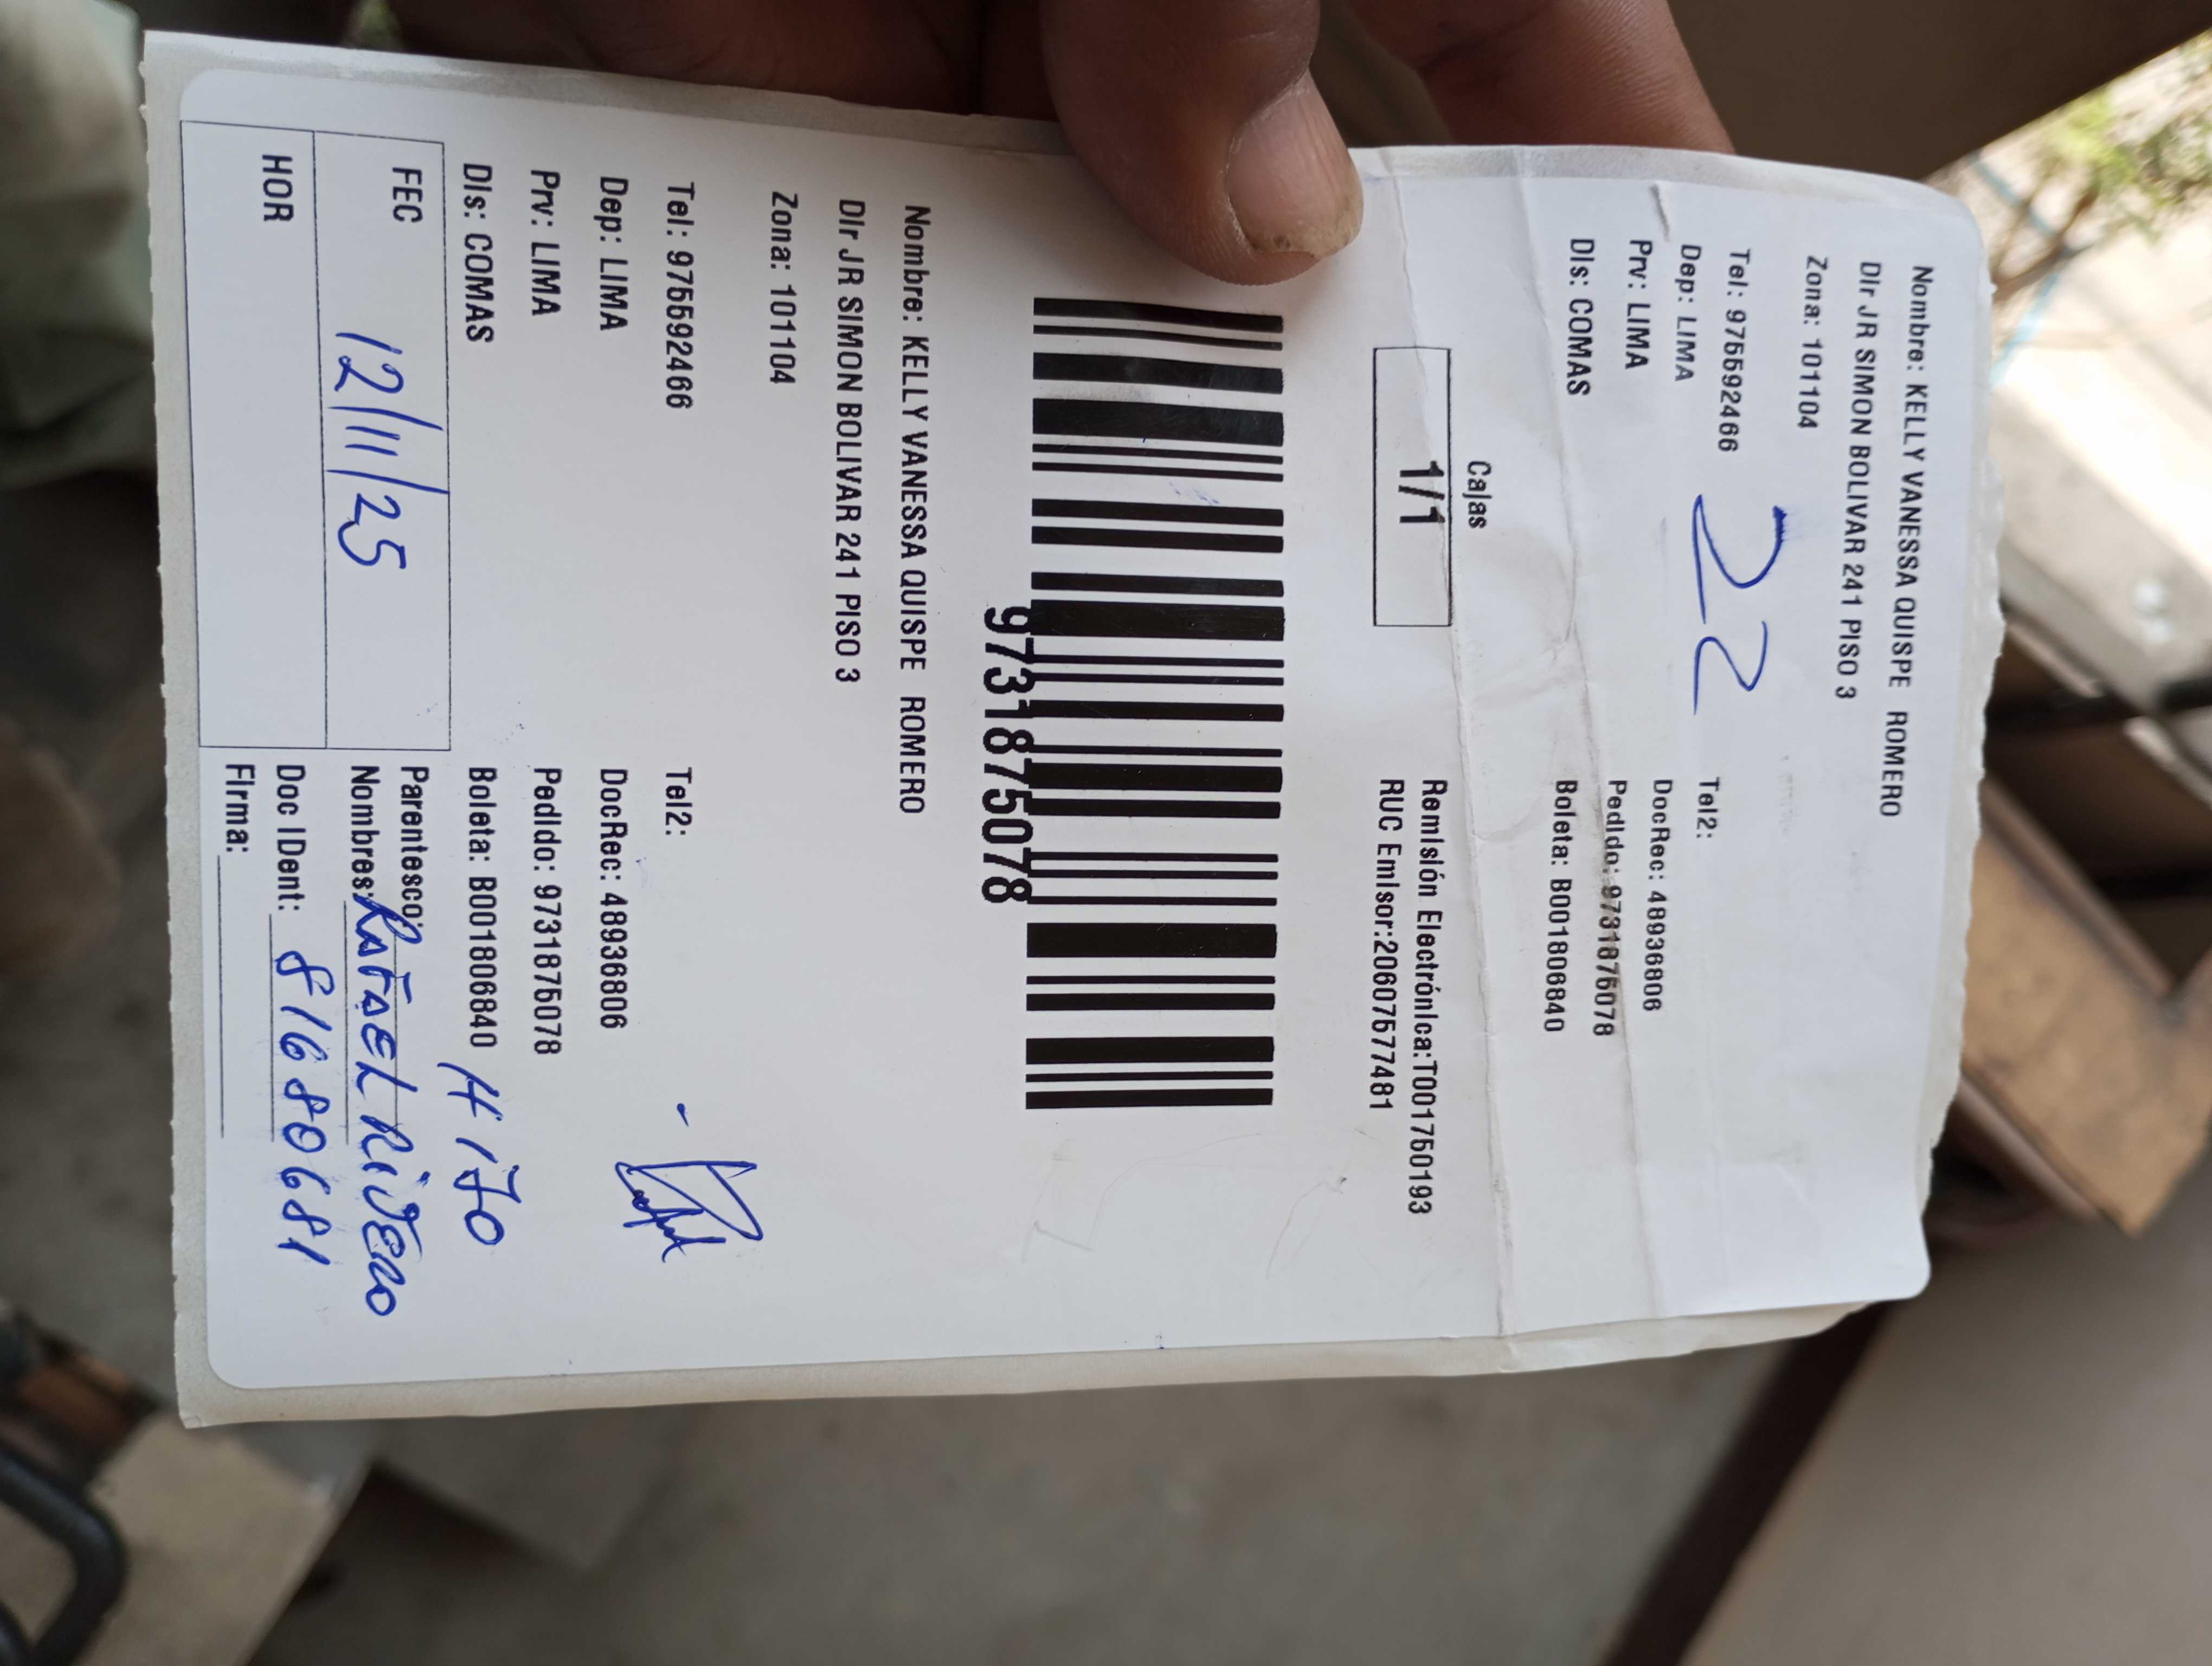 Nombre: KELLY VANESSA QUISPE ROMERO
Dir JR SIMON BOLIVAR 241 PISO 3
Zona: 101104
Tel: 975592466 Tel2:
22
Dep: LIMA DocRec: 48936806
Prv: LIMA Pedido: 9731875078
Dis: COMAS Boleta: B001806840
Cajas
1/1
Remisión Electrónica:T001750193
RUC Emisor:20607577481
9731875078
Nombre: KELLY VANESSA QUISPE ROMERO
Dir JR SIMON BOLIVAR 241 PISO 3
Zona: 101104
Tel: 975592466 Tel2:
Dep: LIMA DocRec: 48936806
Prv: LIMA Pedido: 9731875078
Dis: COMAS Boleta: B001806840
FEC 12/11/25 Parentesco: HIJO
Nombres: RAFAEL RIVERO
HOR Doc IDent: 81680681
Firma: